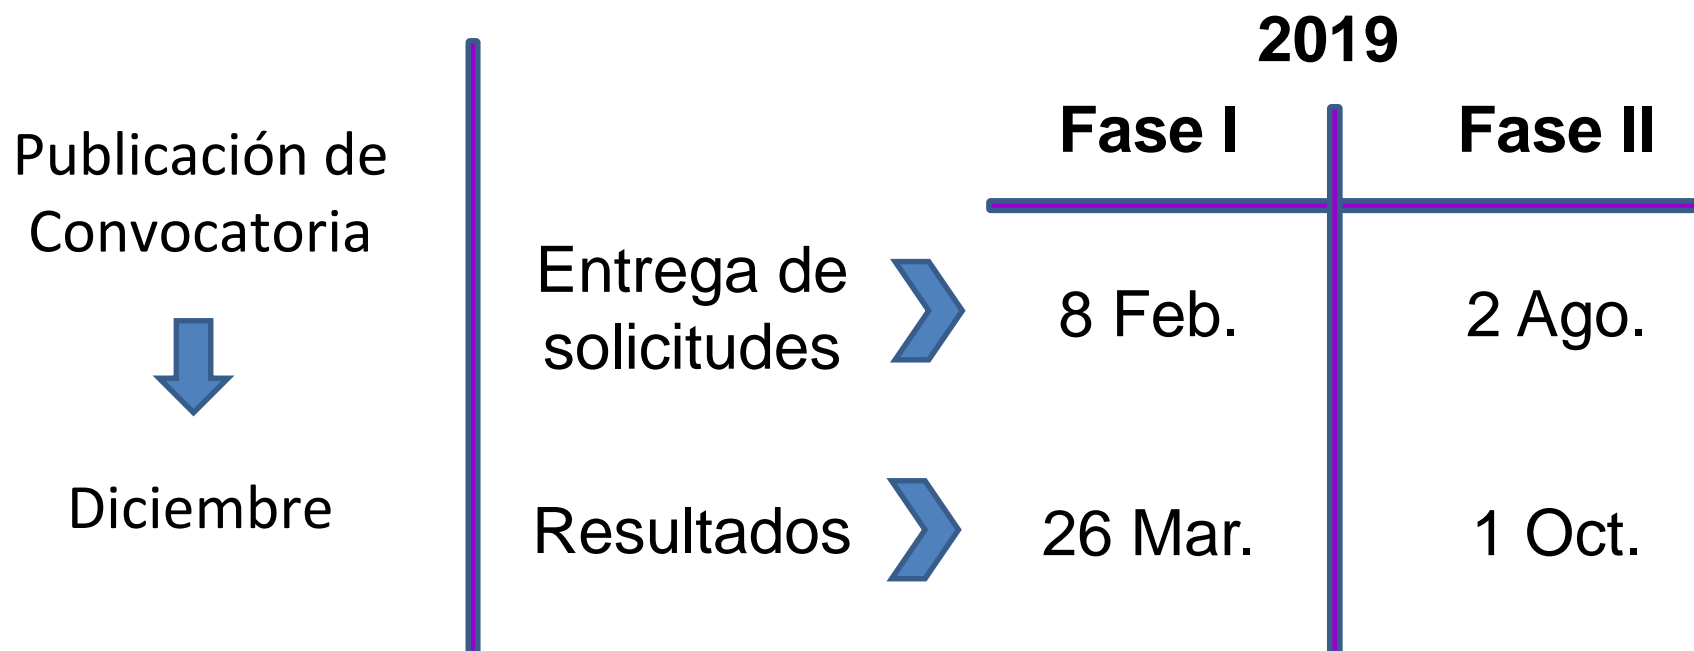 Publicación de
Convocatoria
Diciembre
2019
Fase I Fase II
Entrega de
solicitudes
8 Feb. 2 Ago.
Resultados 26 Mar. 1 Oct.